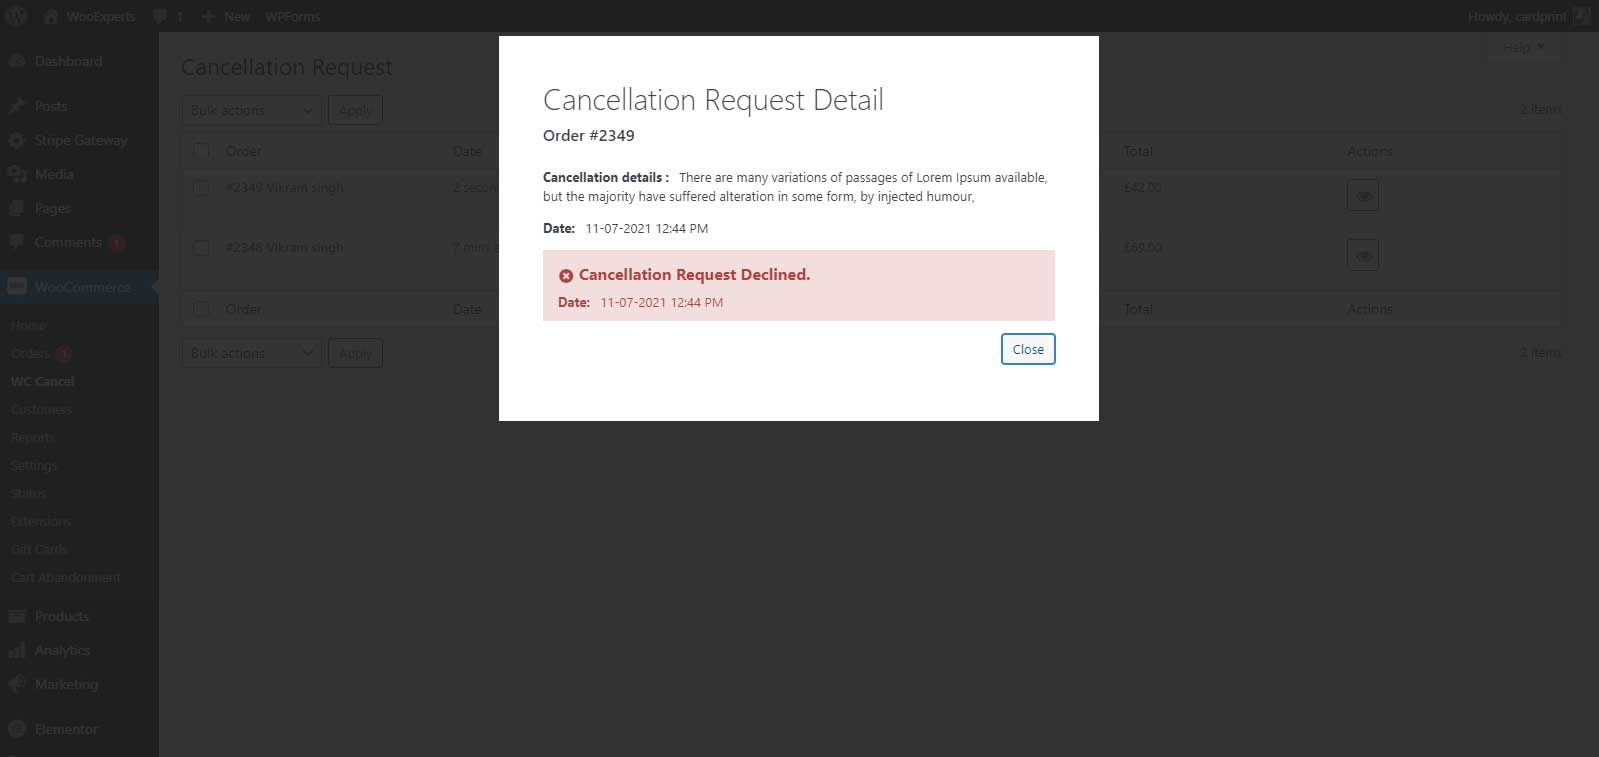 WooExperts 1 New WPForms
Howdy, cardprint
Dashboard
Posts
Stripe Gateway
Media
Pages
Comments 1
WooCommerce
Home
Orders 1
WC Cancel
Customers
Reports
Settings
Status
Extensions
Gift Cards
Cart Abandonment
Products
Analytics
Marketing
Elementor
Help
Cancellation Request
Bulk actions Apply
2 items
Order Date Total Actions
#2349 Vikram singh 2 £42.00
#2348 Vikram singh 7 mins £69.00
Order Date Total Actions
Bulk actions Apply
2 items
Cancellation Request Detail
Order #2349
Cancellation details : There are many variations of passages of Lorem Ipsum available,
but the majority have suffered alteration in some form, by injected humour,
Date: 11-07-2021 12:44 PM
Cancellation Request Declined.
Date: 11-07-2021 12:44 PM
Close